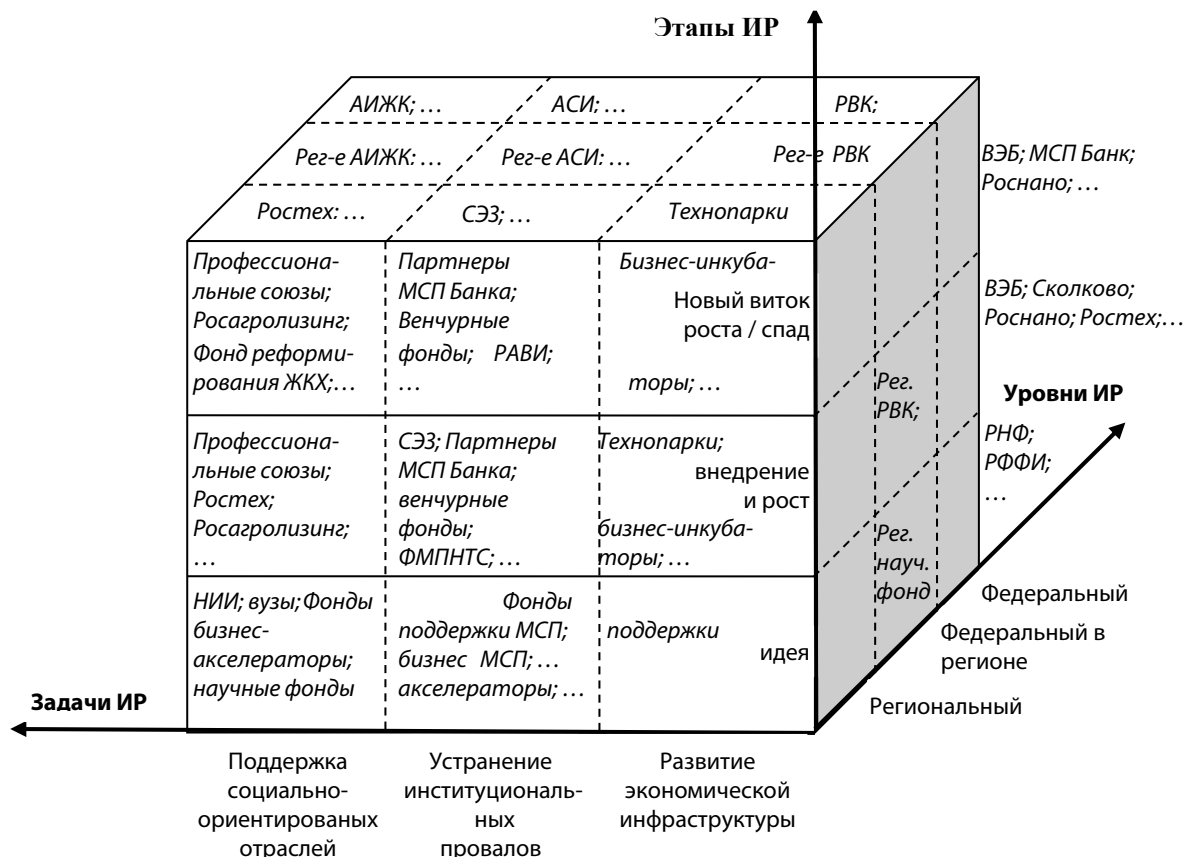 Этапы ИР
АИЖК; …
АСИ; …
РВК;
Рег-е АИЖК: …
Рег-е АСИ: …
Рег-е РВК
Ростех: …
СЭЗ; …
Технопарки
ВЭБ; МСП Банк;
Роснано; …
ВЭБ; Сколково;
Роснано; Ростех;…
Уровни ИР
РНФ;
РФФИ;
…
Профессиона-
льные союзы;
Росагролизинг;
Фонд реформи-
рования ЖКХ;…
Партнеры
МСП Банка;
Венчурные
фонды; РАВИ;
…
Бизнес-инкуба-
Новый виток
роста / спад
торы; …
Рег.
РВК;
Профессиона-
льные союзы;
Ростех;
Росагролизинг;
…
СЭЗ; Партнеры
МСП Банка;
венчурные
фонды;
ФМПНТС; …
Технопарки;
внедрение
и рост
бизнес-инкуба-
торы; …
Рег.
науч.
фонд
НИИ; вузы; Фонды
бизнес-
акселераторы;
научные фонды
Фонды
поддержки МСП;
бизнес МСП; …
акселераторы; …
поддержки
идея
Федеральный
Федеральный в
регионе
Региональный
Задачи ИР
Поддержка
социально-
ориентированых
отраслей
Устранение
институциональ-
ных
провалов
Развитие
экономической
инфраструктуры